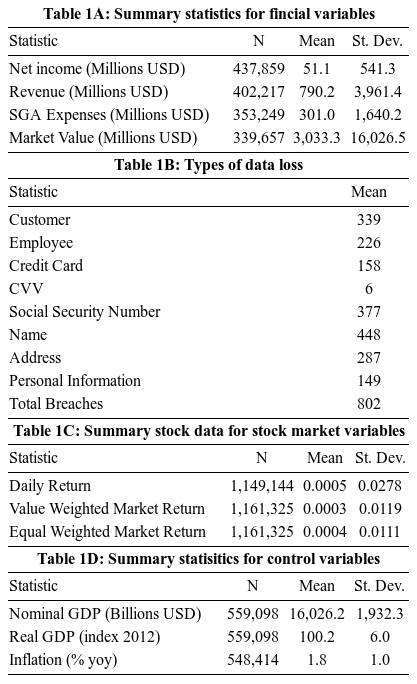 Table 1A: Summary statistics for fincial variables
Statistic N Mean St. Dev.
Net income (Millions USD) 437,859 51.1 541.3
Revenue (Millions USD) 402,217 790.2 3,961.4
SGA Expenses (Millions USD) 353,249 301.0 1,640.2
Market Value (Millions USD) 339,657 3,033.3 16,026.5
Table 1B: Types of data loss
Statistic Mean
Customer 339
Employee 226
Credit Card 158
CVV 6
Social Security Number 377
Name 448
Address 287
Personal Information 149
Total Breaches 802
Table 1C: Summary stock data for stock market variables
Statistic N Mean St. Dev.
Daily Return 1,149,144 0.0005 0.0278
Value Weighted Market Return 1,161,325 0.0003 0.0119
Equal Weighted Market Return 1,161,325 0.0004 0.0111
Table 1D: Summary statisitics for control variables
Statistic N Mean St. Dev.
Nominal GDP (Billions USD) 559,098 16,026.2 1,932.3
Real GDP (index 2012) 559,098 100.2 6.0
Inflation (% yoy) 548,414 1.8 1.0